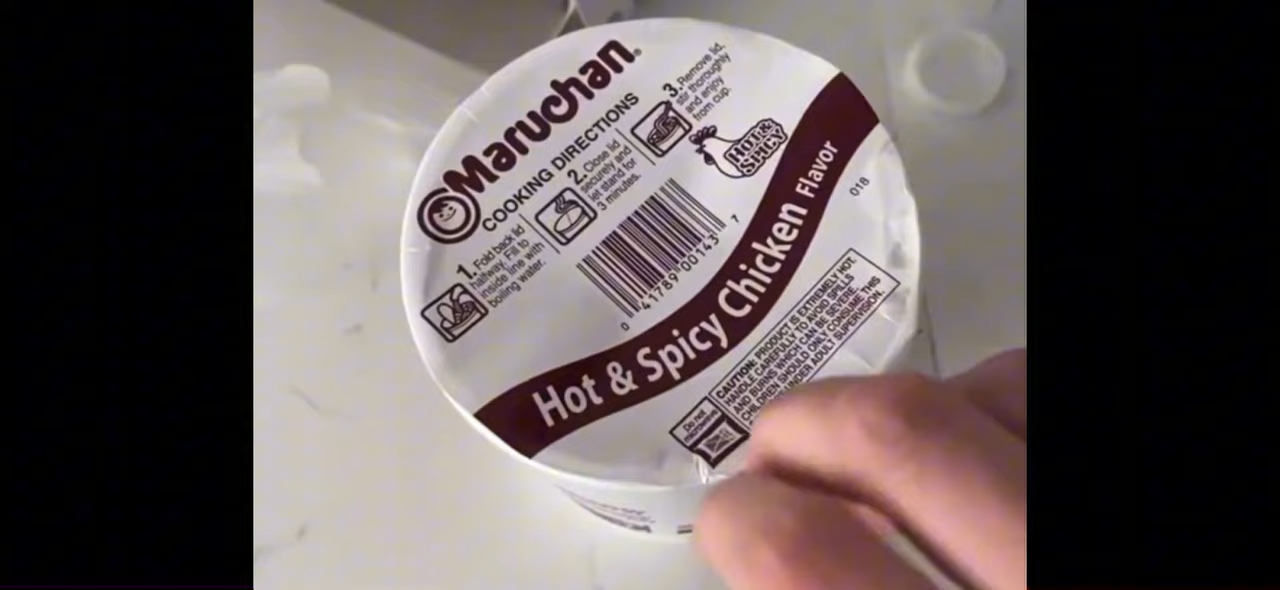 Maruchan®
COOKING DIRECTIONS
1. Fold back lid
halfway. Fill to
inside line with
boiling water.
2. Close lid
securely and
let stand for
3 minutes.
3. Remove lid,
stir thoroughly
and enjoy
from cup.
HOT &
SPICY
0 41789 00143 7
Hot & Spicy Chicken Flavor
018
Do not
microwave
CAUTION: PRODUCT IS EXTREMELY HOT.
HANDLE CAREFULLY TO AVOID SPILLS
AND BURNS WHICH CAN BE SEVERE.
CHILDREN SHOULD ONLY CONSUME THIS
UNDER ADULT SUPERVISION.